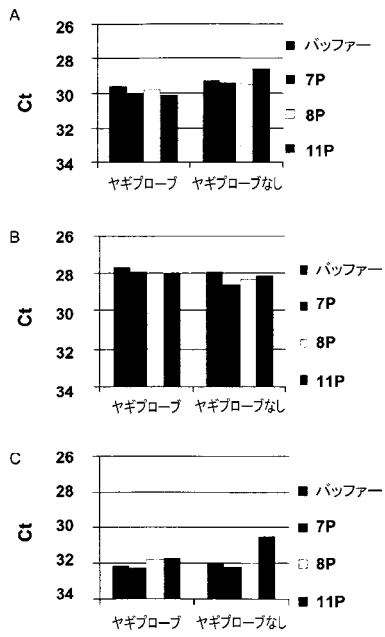 A
26
28
30
32
34
Ct
ヤギプローブ ヤギプローブなし
バッファー
7P
8P
11P
B
26
28
30
32
34
Ct
ヤギプローブ ヤギプローブなし
バッファー
7P
8P
11P
C
26
28
30
32
34
Ct
ヤギプローブ ヤギプローブなし
バッファー
7P
8P
11P